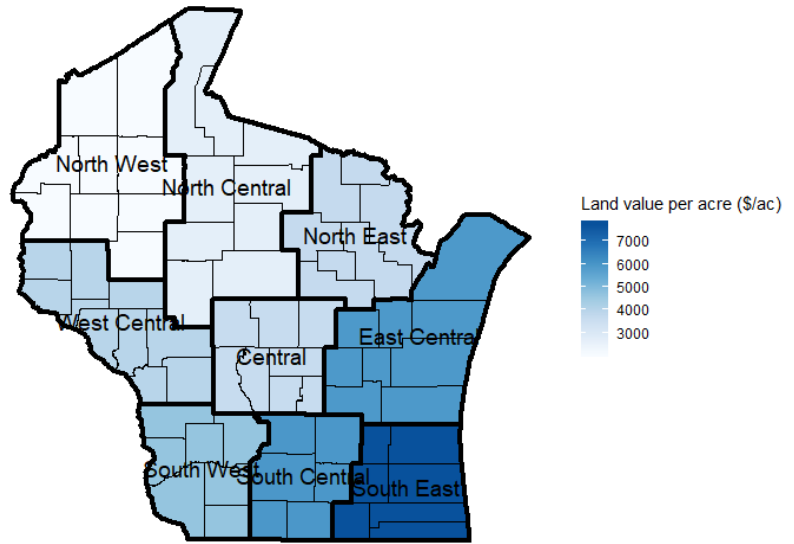 North West
North Central
Land value per acre ($/ac)
North East
7000
6000
5000
4000
3000
West Central
East Central
Central
South West
South Central
South East